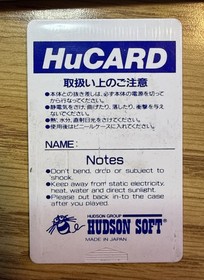 HuCARD
取扱い上のご注意
●本体との抜き差しは、必ず本体の電源を切って
から行なってください。
●静電気をさけ、曲げたり、落したり、衝撃を与え
ないでください。
●熱、水分、直射日光をさけてください。
●使用後はビニールケースに入れてください。
NAME:
Notes
●Don't bend, drop or subject to
shock.
●Keep away from static electricity,
heat, water and direct sunlight.
●Please put back in-to the case
after you played.
HUDSON GROUP
HUDSON SOFT
MADE IN JAPAN